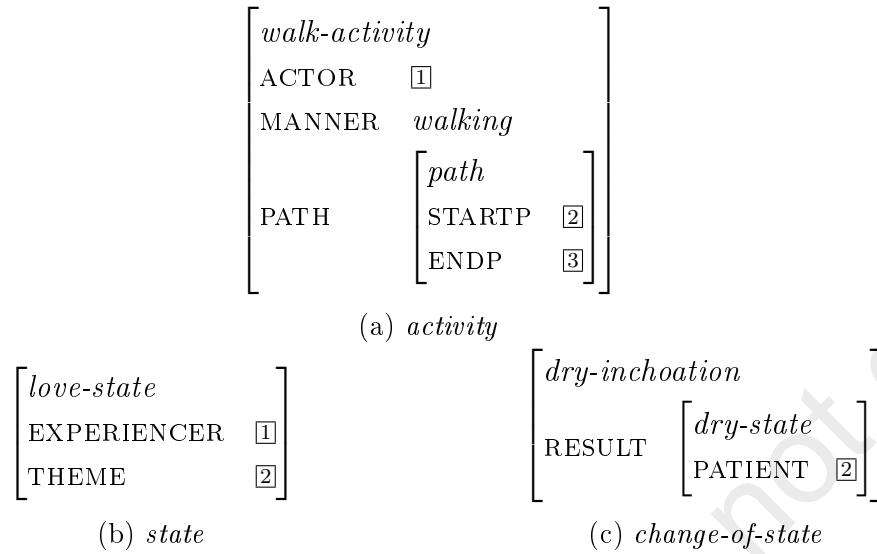 walk-activity
ACTOR 1
MANNER walking
path
PATH STARTP 2
ENDP 3
(a) activity
love-state
EXPERIENCER 1
THEME 2
(b) state
dry-inchoation
dry-state
RESULT PATIENT 2
(c) change-of-state
not